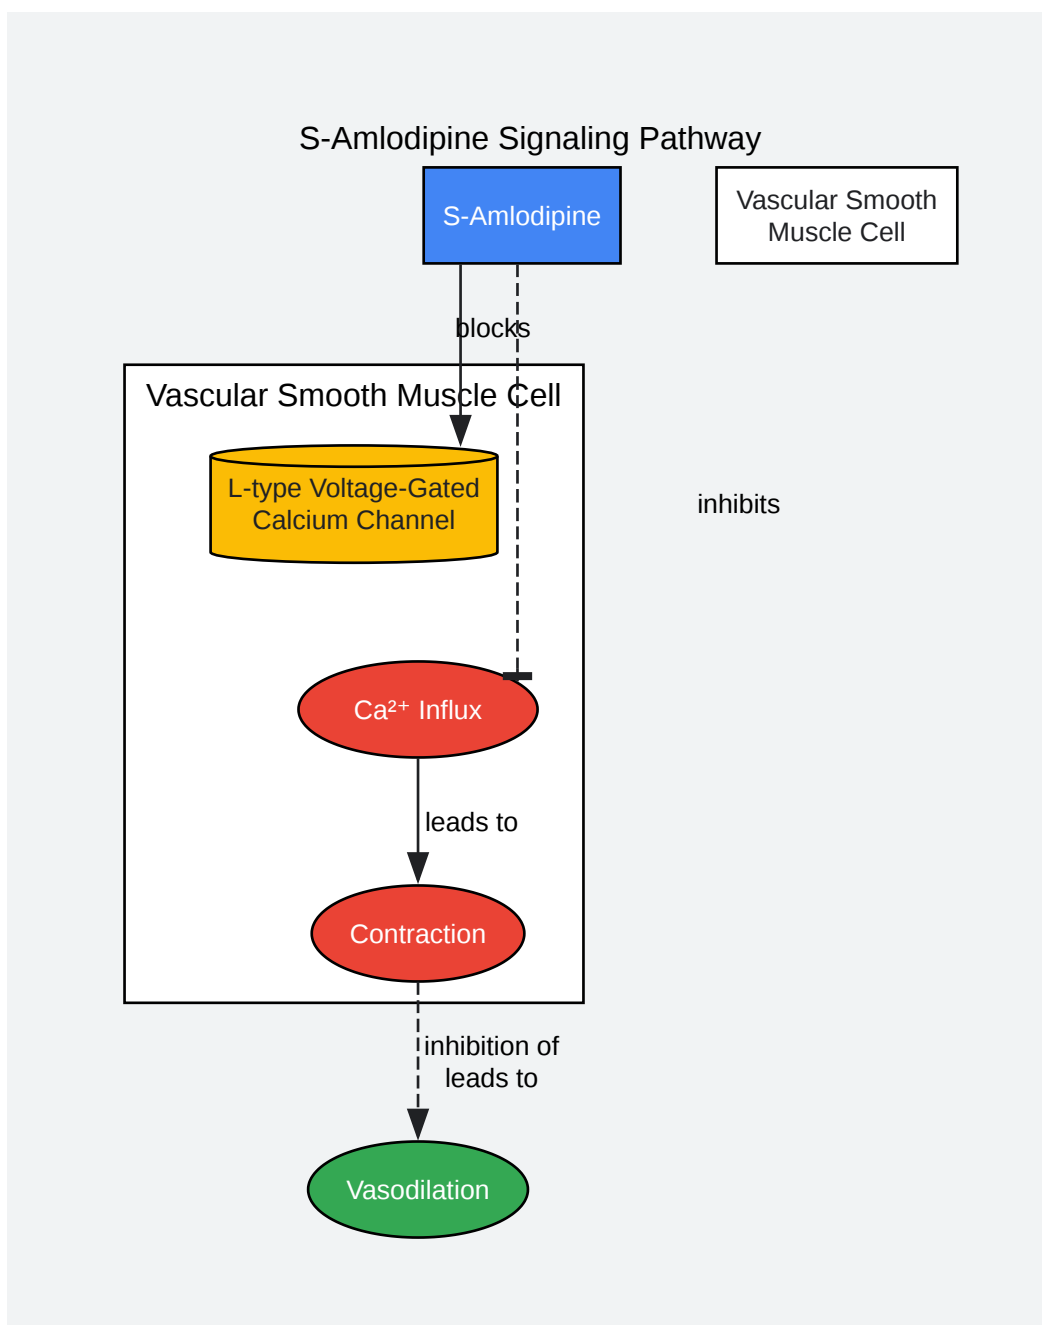 S-Amlodipine Signaling Pathway
S-Amlodipine
Vascular Smooth
Muscle Cell
blocks
Vascular Smooth Muscle Cell
L-type Voltage-Gated
Calcium Channel
inhibits
Ca²⁺ Influx
leads to
Contraction
inhibition of
leads to
Vasodilation